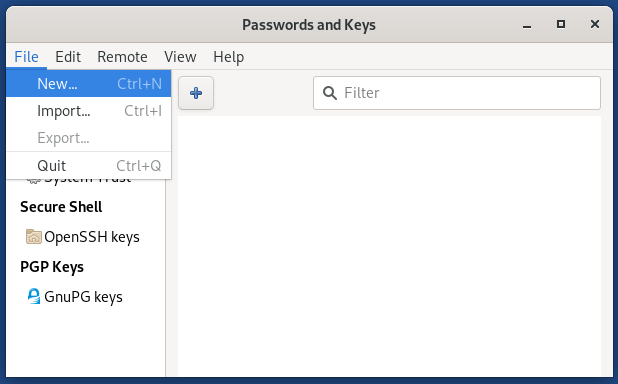 Passwords and Keys
File Edit Remote View Help
New... Ctrl+N
Filter
Import... Ctrl+I
Export...
Quit Ctrl+Q
System Trust
Secure Shell
OpenSSH keys
PGP Keys
GnuPG keys